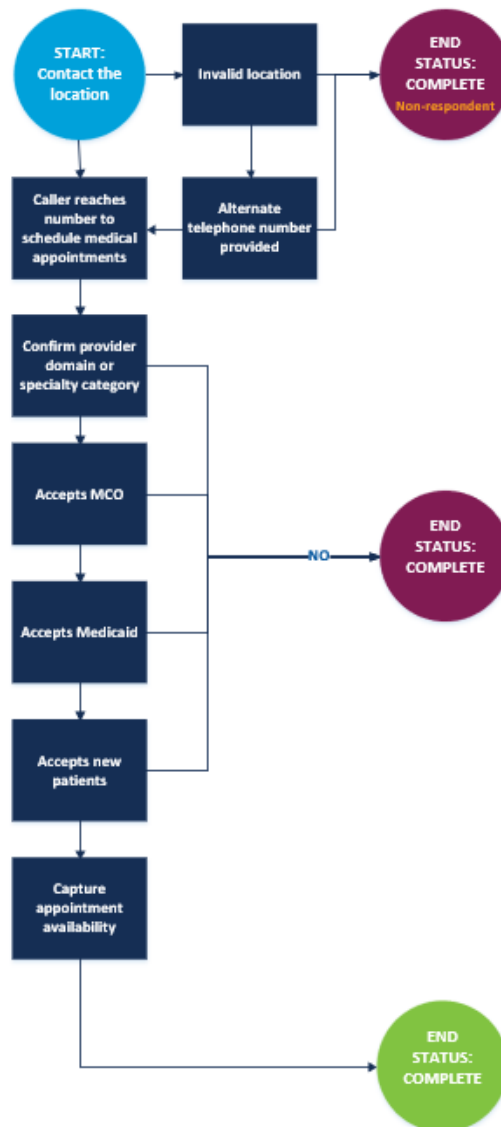 START:
Contact the
location
Invalid location
END
STATUS:
COMPLETE
Non-respondent
Caller reaches
number to
schedule medical
appointments
Alternate
telephone number
provided
Confirm provider
domain or
specialty category
Accepts MCO
NO
END
STATUS:
COMPLETE
Accepts Medicaid
Accepts new
patients
Capture
appointment
availability
END
STATUS:
COMPLETE